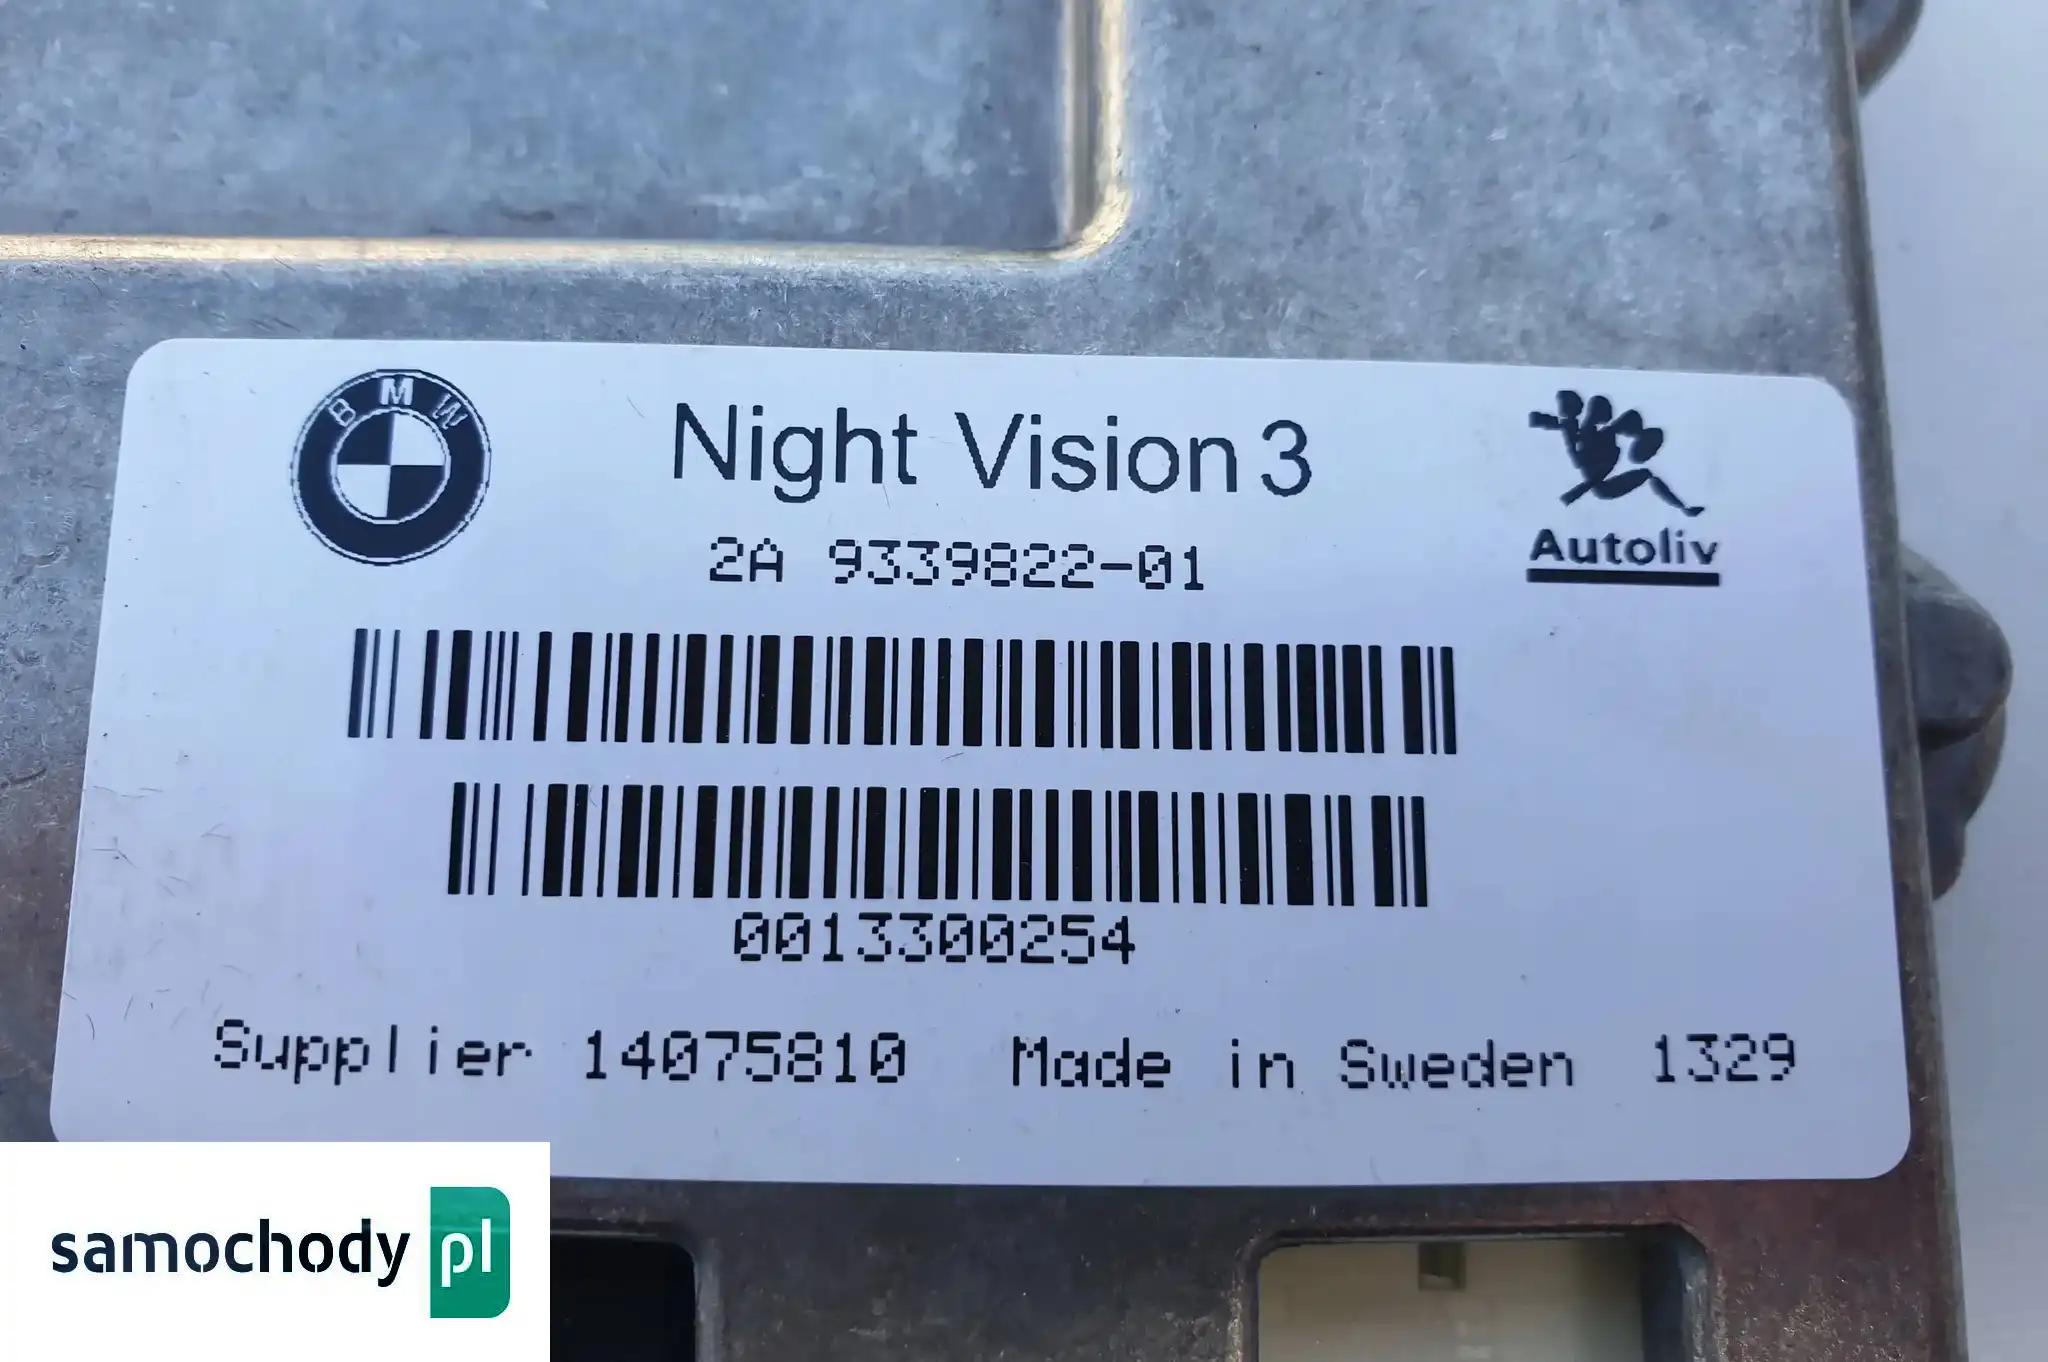 BMW
Night Vision 3
Autoliv
2A 9339822-01
0013300254
Supplier 14075810 Made in Sweden 1329
samochody pl